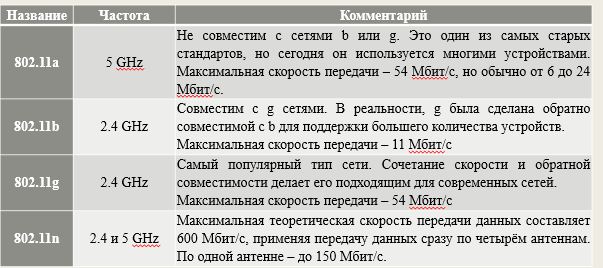 Название Частота Комментарий
802.11a 5 GHz Не совместим с сетями b или g. Это один из самых старых
стандартов, но сегодня он используется многими устройствами.
Максимальная скорость передачи – 54 Мбит/с, но обычно от 6 до 24
Мбит/с.
802.11b 2.4 GHz Совместим с g сетями. В реальности, g была сделана обратно
совместимой с b для поддержки большего количества устройств.
Максимальная скорость передачи – 11 Мбит/с
802.11g 2.4 GHz Самый популярный тип сети. Сочетание скорости и обратной
совместимости делает его подходящим для современных сетей.
Максимальная скорость передачи – 54 Мбит/с
802.11n 2.4 и 5 GHz Максимальная теоретическая скорость передачи данных составляет
600 Мбит/с, применяя передачу данных сразу по четырём антеннам.
По одной антенне – до 150 Мбит/с.